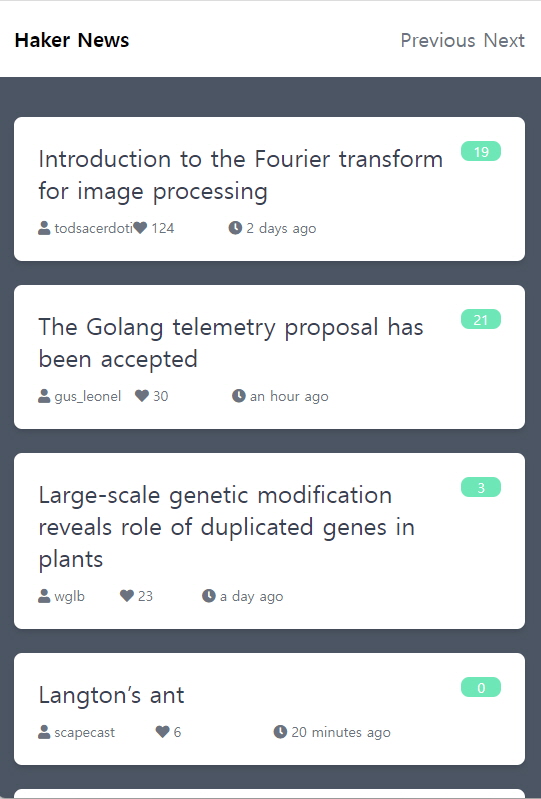 Haker News
Previous Next
Introduction to the Fourier transform
for image processing
19
todsacerdoti 124 2 days ago
The Golang telemetry proposal has
been accepted
21
gus_leonel 30 an hour ago
Large-scale genetic modification
reveals role of duplicated genes in
plants
3
wglb 23 a day ago
Langton’s ant
0
scapecast 6 20 minutes ago